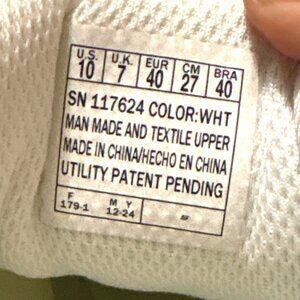 U.S. U.K. EUR CM BRA
10 7 40 27 40
SN 117624 COLOR:WHT
MAN MADE AND TEXTILE UPPER
MADE IN CHINA/HECHO EN CHINA
UTILITY PATENT PENDING
F M Y
179-1 12-24